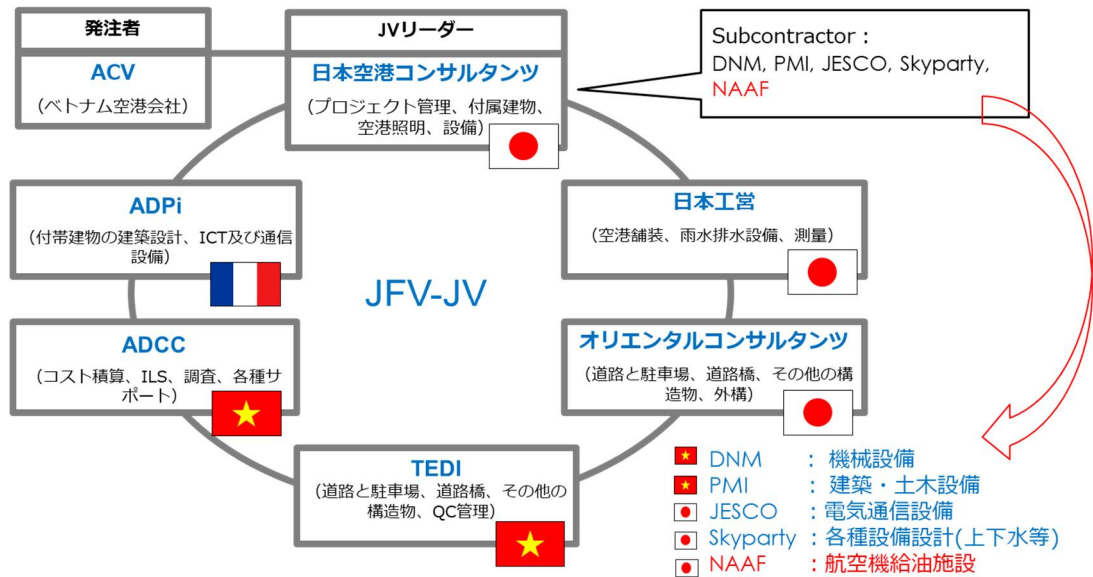 発注者
ACV
（ベトナム空港会社）
JVリーダー
日本空港コンサルタンツ
（プロジェクト管理、付属建物、
空港照明、設備）
Subcontractor：
DNM, PMI, JESCO, Skyparty,
NAAF
ADPi
（付帯建物の建築設計、ICT及び通信
設備）
日本工営
（空港舗装、雨水排水設備、測量）
JFV-JV
ADCC
（コスト積算、ILS、調査、各種サ
ポート）
オリエンタルコンサルタンツ
（道路と駐車場、道路橋、その他の構
造物、外構）
TEDI
（道路と駐車場、道路橋、その他の
構造物、QC管理）
DNM ：機械設備
PMI ：建築・土木設備
JESCO ：電気通信設備
Skyparty ：各種設備設計(上下水等)
NAAF ：航空機給油施設